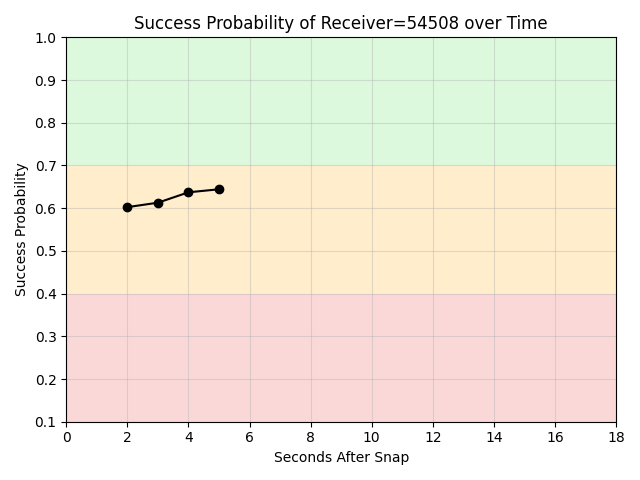 Success Probability of Receiver=54508 over Time
1.0
0.9
0.8
0.7
0.6
0.5
0.4
0.3
0.2
0.1
Success Probability
0 2 4 6 8 10 12 14 16 18
Seconds After Snap